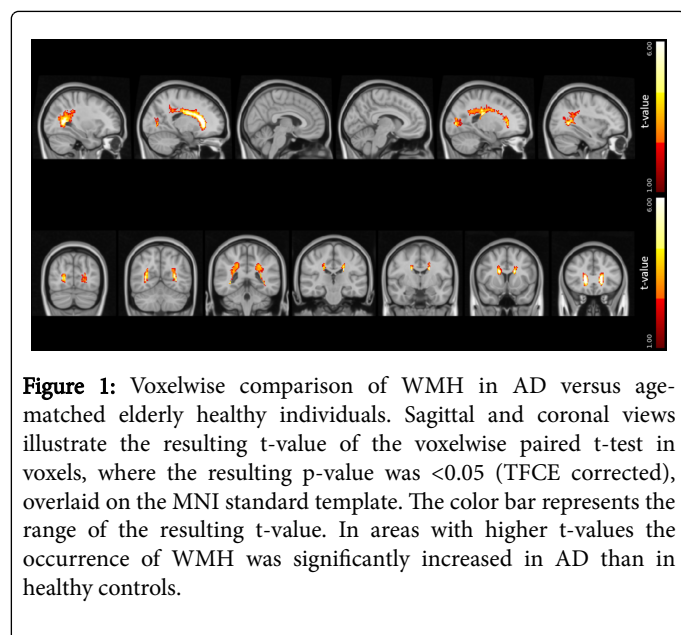 6.00
t-value
1.00
6.00
t-value
1.00
Figure 1: Voxelwise comparison of WMH in AD versus age-
matched elderly healthy individuals. Sagittal and coronal views
illustrate the resulting t-value of the voxelwise paired t-test in
voxels, where the resulting p-value was <0.05 (TFCE corrected),
overlaid on the MNI standard template. The color bar represents the
range of the resulting t-value. In areas with higher t-values the
occurrence of WMH was significantly increased in AD than in
healthy controls.